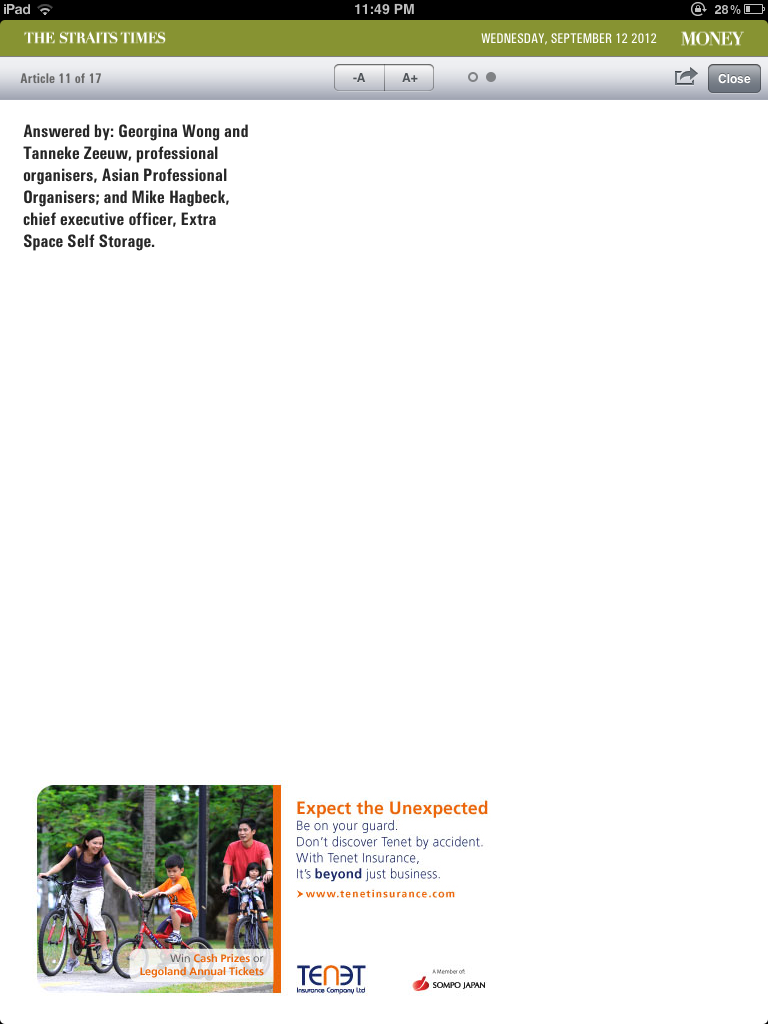 iPad 11:49 PM 28%
THE STRAITS TIMES WEDNESDAY, SEPTEMBER 12 2012 MONEY
Article 11 of 17 -A A+ Close
Answered by: Georgina Wong and
Tanneke Zeeuw, professional
organisers, Asian Professional
Organisers; and Mike Hagbeck,
chief executive officer, Extra
Space Self Storage.
Expect the Unexpected
Be on your guard.
Don't discover Tenet by accident.
With Tenet Insurance,
It's beyond just business.
➤www.tenetinsurance.com
Win Cash Prizes or
Legoland Annual Tickets
TENET
Insurance Company Ltd
A Member of:
SOMPO JAPAN